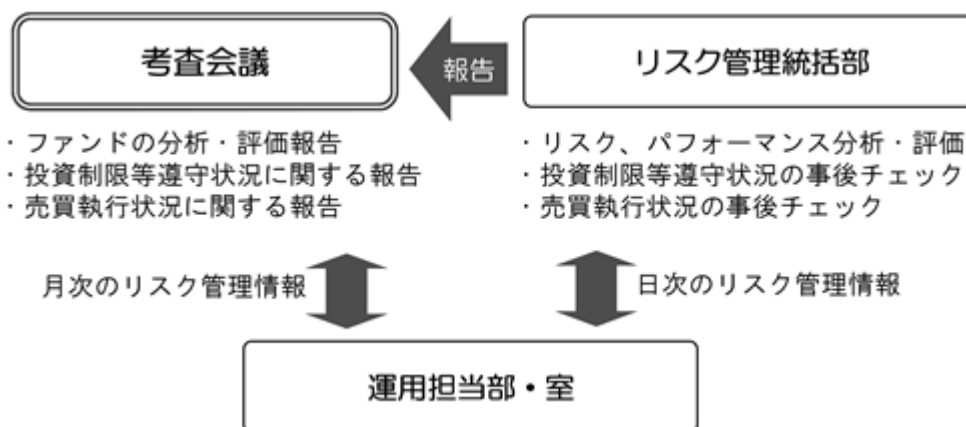 考査会議
報告
リスク管理統括部
・ファンドの分析・評価報告
・投資制限等遵守状況に関する報告
・売買執行状況に関する報告
・リスク、パフォーマンス分析・評価
・投資制限等遵守状況の事後チェック
・売買執行状況の事後チェック
月次のリスク管理情報
日次のリスク管理情報
運用担当部・室